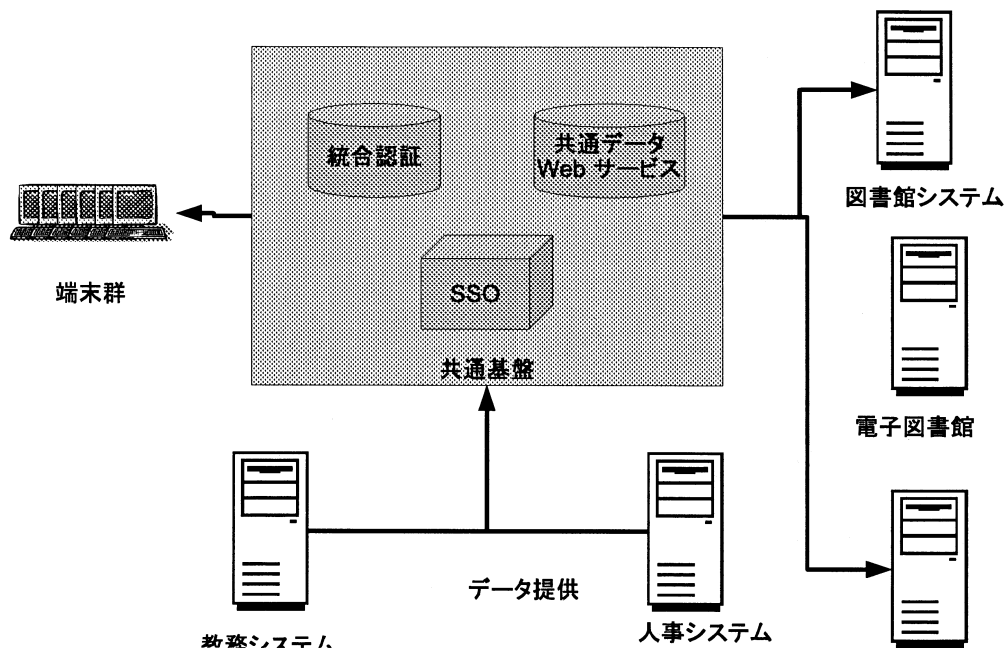 統合認証
共通データ
Web サービス
図書館システム
端末群
SSO
共通基盤
電子図書館
データ提供
教務システム
人事システム